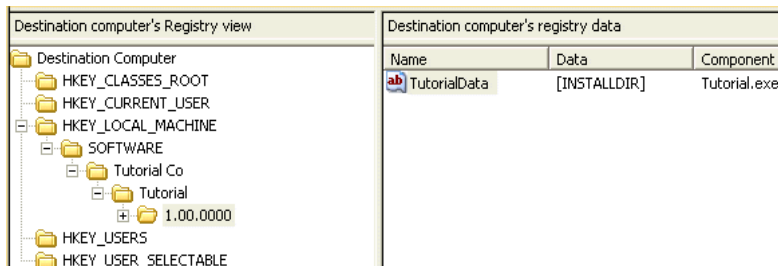 Destination computer's Registry view
Destination Computer
HKEY_CLASSES_ROOT
HKEY_CURRENT_USER
HKEY_LOCAL_MACHINE
SOFTWARE
Tutorial Co
Tutorial
1.00.0000
HKEY_USERS
HKEY_USER_SELECTABLE
Destination computer's registry data
Name Data Component
ab TutorialData [INSTALLDIR] Tutorial.exe